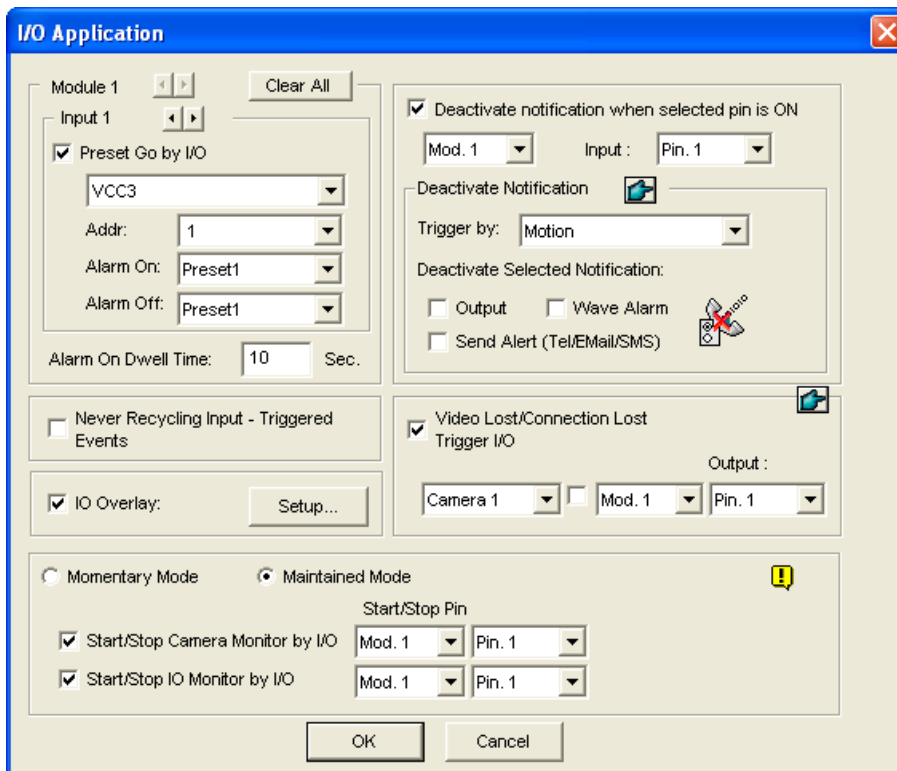 I/O Application
Module 1
Clear All
Input 1
Preset Go by I/O
VCC3
Addr: 1
Alarm On: Preset1
Alarm Off: Preset1
Alarm On Dwell Time: 10 Sec.
Deactivate notification when selected pin is ON
Mod. 1 Input : Pin. 1
Deactivate Notification
Trigger by: Motion
Deactivate Selected Notification:
Output Wave Alarm
Send Alert (Tel/EMail/SMS)
Never Recycling Input - Triggered
Events
IO Overlay: Setup...
Video Lost/Connection Lost
Trigger I/O
Output :
Camera 1 Mod. 1 Pin. 1
Momentary Mode Maintained Mode
Start/Stop Pin
Start/Stop Camera Monitor by I/O Mod. 1 Pin. 1
Start/Stop IO Monitor by I/O Mod. 1 Pin. 1
OK Cancel